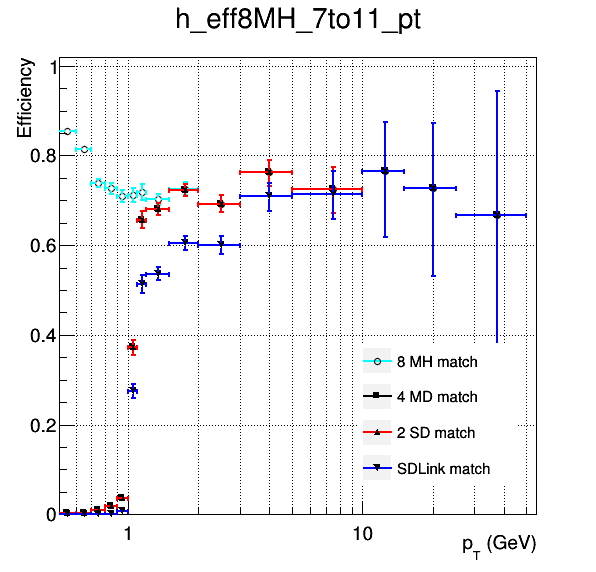 h_eff8MH_7to11_pt
Efficiency
1
0.8
0.6
0.4
0.2
0
8 MH match
4 MD match
2 SD match
SDLink match
1
10
p_T (GeV)